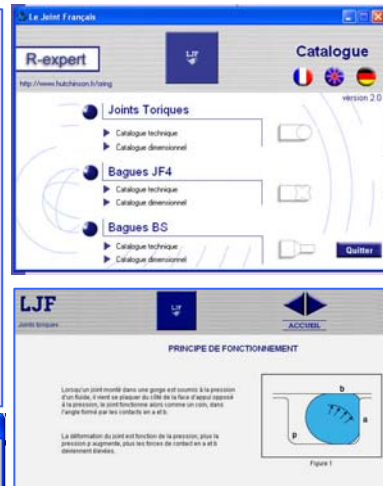 Le Joint Français
R-expert
LJF
Catalogue
http://www.hutchinson.fr/oring
version 2.0
Joints Toriques
Catalogue technique
Catalogue dimensionnel
Bagues JF4
Catalogue technique
Catalogue dimensionnel
Bagues BS
Catalogue technique
Catalogue dimensionnel
Quitter
LJF
LJF
Joints toriques
ACCUEIL
PRINCIPE DE FONCTIONNEMENT
Lorsqu'un joint monté dans une gorge est soumis à la pression
d'un fluide, il vient se plaquer du côté de la face d'appui opposé
à la pression, le joint fonctionne alors comme un coin, dans
l'angle formé par les contacts en a et b.
La déformation du joint est fonction de la pression, plus la
pression p augmente, plus les forces de contact en a et b
deviennent élevées.
b
a
p
Figure 1